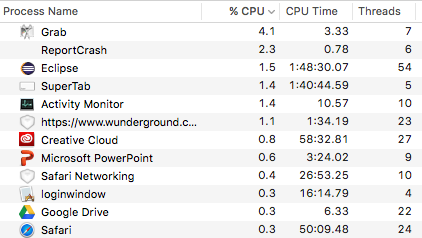 Process Name % CPU CPU Time Threads
Grab 4.1 3.33 7
ReportCrash 2.3 0.78 6
Eclipse 1.5 1:48:30.07 54
SuperTab 1.4 1:40:44.59 5
Activity Monitor 1.4 10.57 10
https://www.wunderground.c... 1.1 1:34.19 23
Creative Cloud 0.8 58:32.81 27
Microsoft PowerPoint 0.6 3:24.02 9
Safari Networking 0.4 26:53.25 10
loginwindow 0.3 16:14.79 4
Google Drive 0.3 6.33 22
Safari 0.3 50:09.48 24